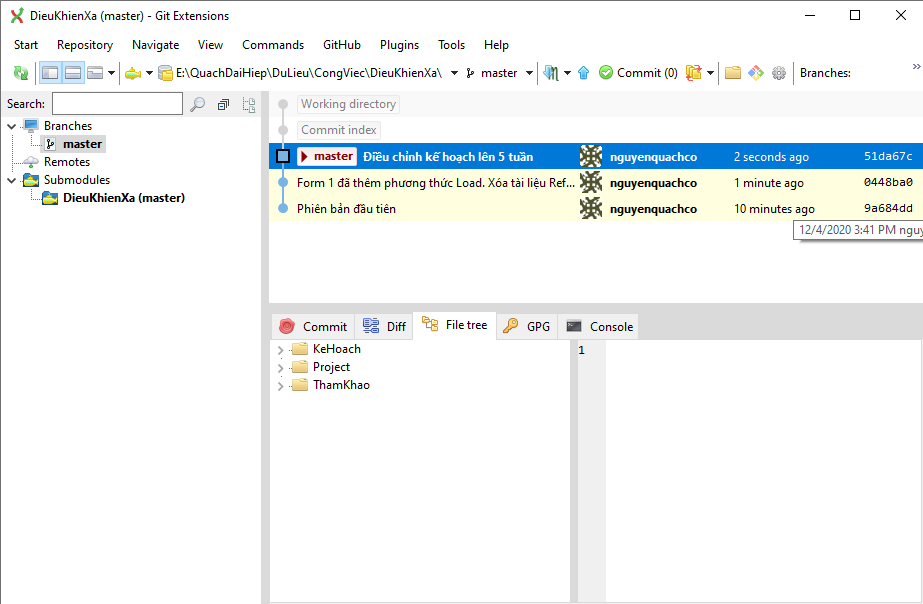 DieuKhienXa (master) - Git Extensions
Start Repository Navigate View Commands GitHub Plugins Tools Help
E:\QuachDaiHiep\DuLieu\CongViec\DieuKhienXa\ master Commit (0) Branches:
Search:
Branches
master
Remotes
Submodules
DieuKhienXa (master)
Working directory
Commit index
master Điều chỉnh kế hoạch lên 5 tuần nguyenquachco 2 seconds ago 51da67c
Form 1 đã thêm phương thức Load. Xóa tài liệu Ref... nguyenquachco 1 minute ago 0448ba0
Phiên bản đầu tiên nguyenquachco 10 minutes ago 9a684dd
12/4/2020 3:41 PM nguy
Commit Diff File tree GPG Console
KeHoach
Project
ThamKhao
1